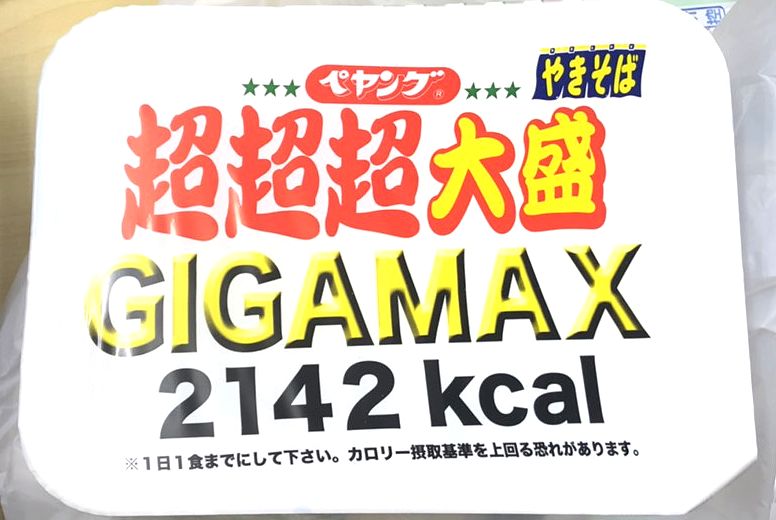 ★★★ペヤング®★★★
やきそば
超超超大盛
GIGAMAX
2142 kcal
※1日1食までにして下さい。カロリー摂取基準を上回る恐れがあります。